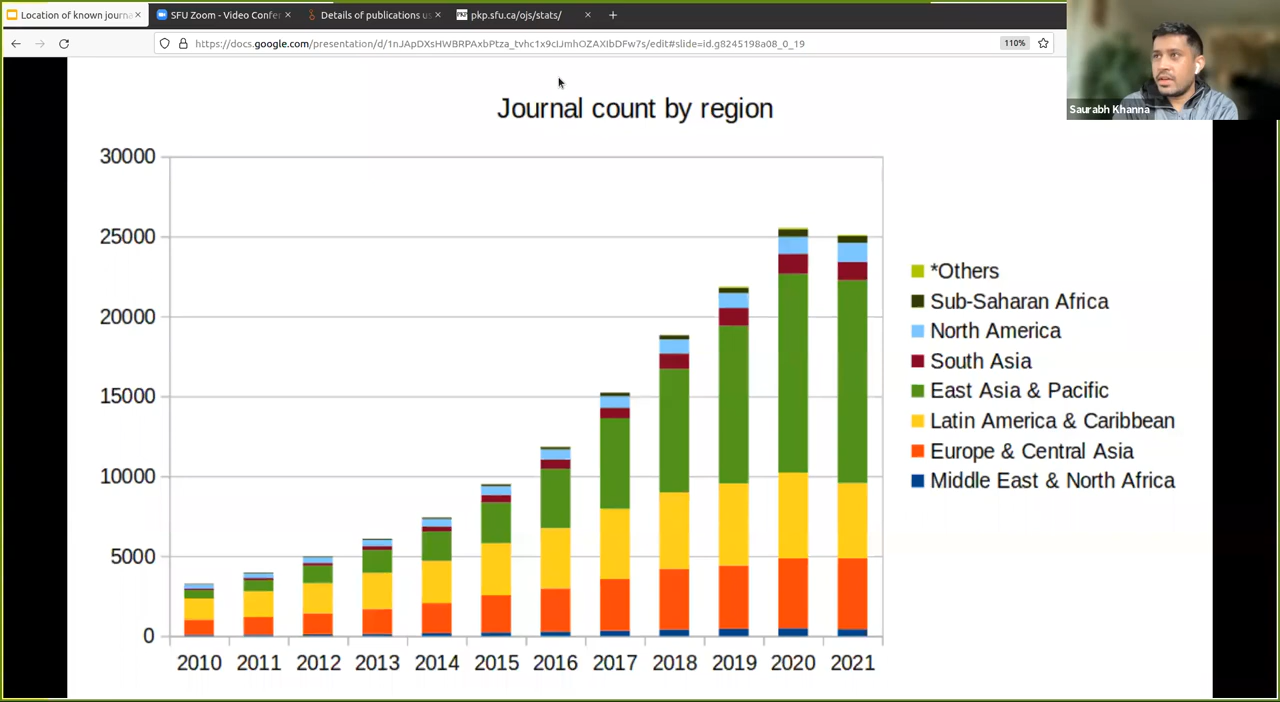 Location of known journa
SFU Zoom - Video Confe
Details of publications us
pkp.sfu.ca/ojs/stats/
https://docs.google.com/presentation/d/1nJApDXsHWBRPAxbPtza_tvhc1x9cIJmhOZAXIbDFw7s/edit#slide=id.g8245198a08_0_19
110%
Saurabh Khanna
Journal count by region
30000
25000
20000
15000
10000
5000
0
2010 2011 2012 2013 2014 2015 2016 2017 2018 2019 2020 2021
*Others
Sub-Saharan Africa
North America
South Asia
East Asia & Pacific
Latin America & Caribbean
Europe & Central Asia
Middle East & North Africa